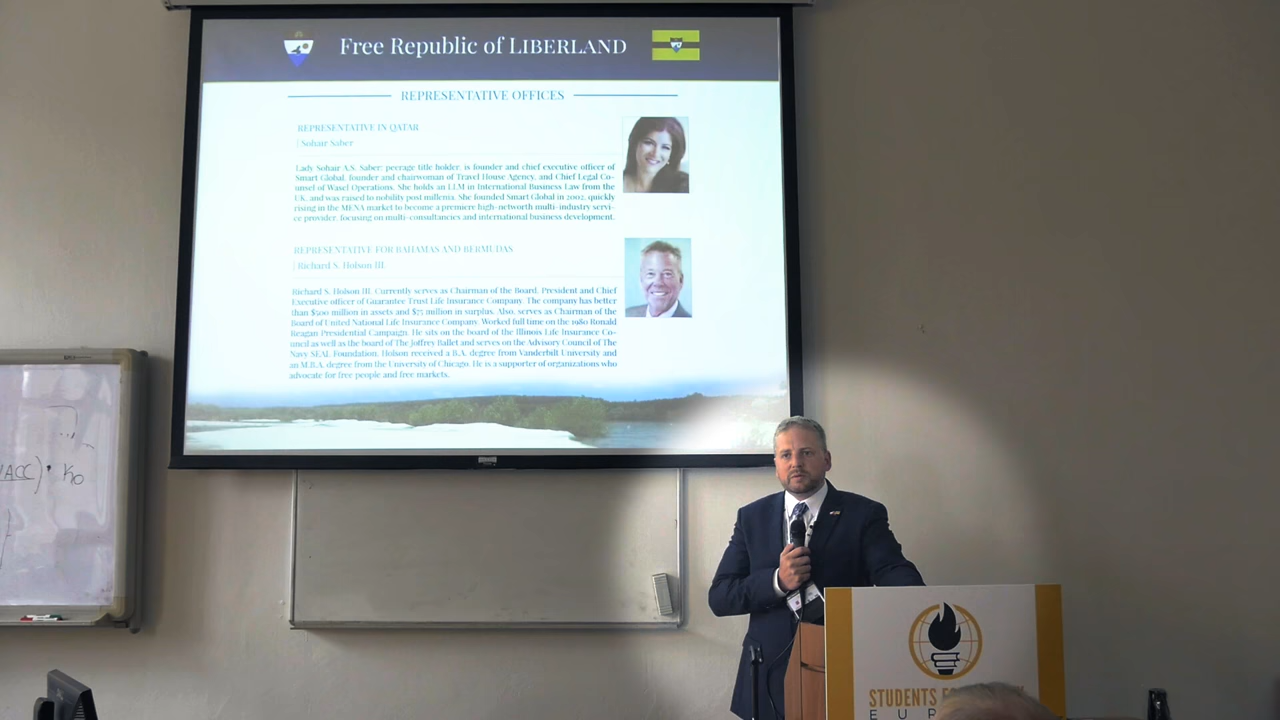 Free Republic of LIBERLAND
REPRESENTATIVE OFFICES
REPRESENTATIVE IN QATAR
| Sohair Saber
Lady Sohair A.S. Saber; peerage title holder, is founder and chief executive officer of
Smart Global, founder and chairwoman of Travel House Agency, and Chief Legal Co-
unsel of Wasel Operations. She holds an LLM in International Business Law from the
UK, and was raised to nobility post millenia. She founded Smart Global in 2002, quickly
rising in the MENA market to become a premiere high-networth multi-industry servi-
ce provider, focusing on multi-consultancies and international business development.
REPRESENTATIVE FOR BAHAMAS AND BERMUDAS
| Richard S. Holson III.
Richard S. Holson III. Currently serves as Chairman of the Board, President and Chief
Executive officer of Guarantee Trust Life Insurance Company. The company has better
than $500 million in assets and $75 million in surplus. Also, serves as Chairman of the
Board of United National Life Insurance Company. Worked full time on the 1980 Ronald
Reagan Presidential Campaign. He sits on the board of the Illinois Life Insurance Co-
uncil as well as the board of The Joffrey Ballet and serves on the Advisory Council of The
Navy SEAL Foundation. Holson received a B.A. degree from Vanderbilt University and
an M.B.A. degree from the University of Chicago. He is a supporter of organizations who
advocate for free people and free markets.
WACC) • K₀
STUDENTS F
EUR